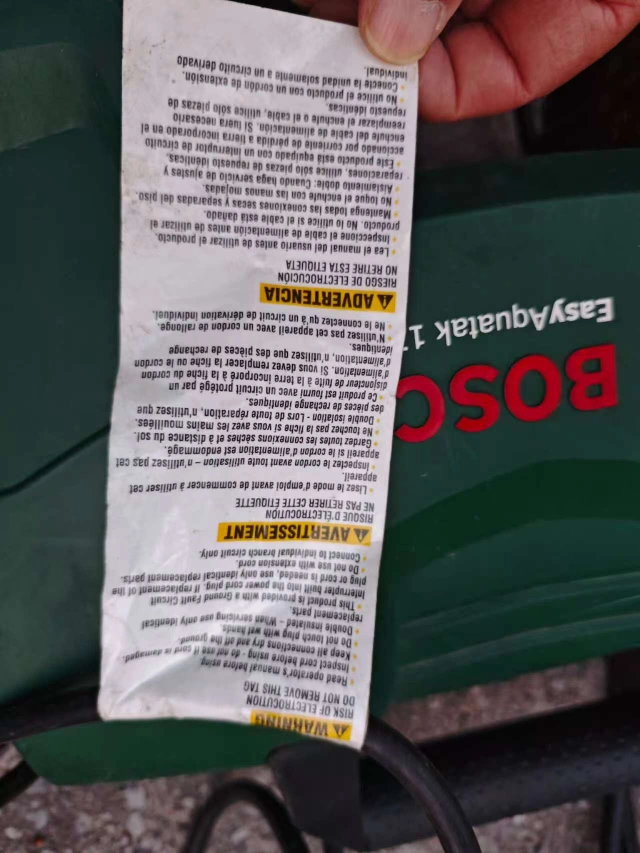 WARNING
RISK OF ELECTROCUTION
DO NOT REMOVE THIS TAG
• Read operator's manual before using
• Inspect cord before using - do not use if cord is damaged.
• Keep all connections dry and off the ground.
• Do not touch plug with wet hands
• Double Insulated – When servicing use only identical
replacement parts.
• This product is provided with a Ground Fault Circuit
Interrupter built into the power cord plug. If replacement of the
plug or cord is needed, use only identical replacement parts.
• Do not use with extension cord.
• Connect to individual branch circuit only.
AVERTISSEMENT
RISQUE D'ÉLECTROCUTION
NE PAS RETIRER CETTE ÉTIQUETTE
• Lisez le mode d'emploi avant de commencer à utiliser cet
appareil.
• Inspectez le cordon avant toute utilisation – n'utilisez pas cet
appareil si le cordon d'alimentation est endommagé.
• Gardez toutes les connexions sèches et à distance du sol.
• Ne touchez pas la fiche si vous avez les mains mouillées.
• Double isolation - Lors de toute réparation, n'utilisez que
des pièces de rechange identiques.
• Ce produit est fourni avec un circuit protégé par un
disjoncteur de fuite à la terre incorporé à la fiche du cordon
d'alimentation. Si vous devez remplacer la fiche ou le cordon
d'alimentation, n'utilisez que des pièces de rechange
identiques.
• N'utilisez pas cet appareil avec un cordon de rallonge.
• Ne le connectez qu'à un circuit de dérivation individuel.
ADVERTENCIA
RIESGO DE ELECTROCUCIÓN
NO RETIRE ESTA ETIQUETA
• Lea el manual del usuario antes de utilizar el producto.
• Inspeccione el cable de alimentación antes de utilizar el
producto. No lo utilice si el cable está dañado.
• Mantenga todas las conexiones secas y separadas del piso.
• No toque el enchufe con las manos mojadas.
• Aislamiento doble: Cuando haga servicio de ajustes y
reparaciones, utilice sólo piezas de repuesto idénticas.
• Este producto está equipado con un interruptor de circuito
accionado por corriente de pérdida a tierra incorporado en el
enchufe del cable de alimentación. Si fuera necesario
reemplazar el enchufe o el cable, utilice sólo piezas de
repuesto idénticas.
• No utilice el producto con un cordón de extensión.
• Conecte la unidad solamente a un circuito derivado
individual.
BOSC
EasyAquatak 1